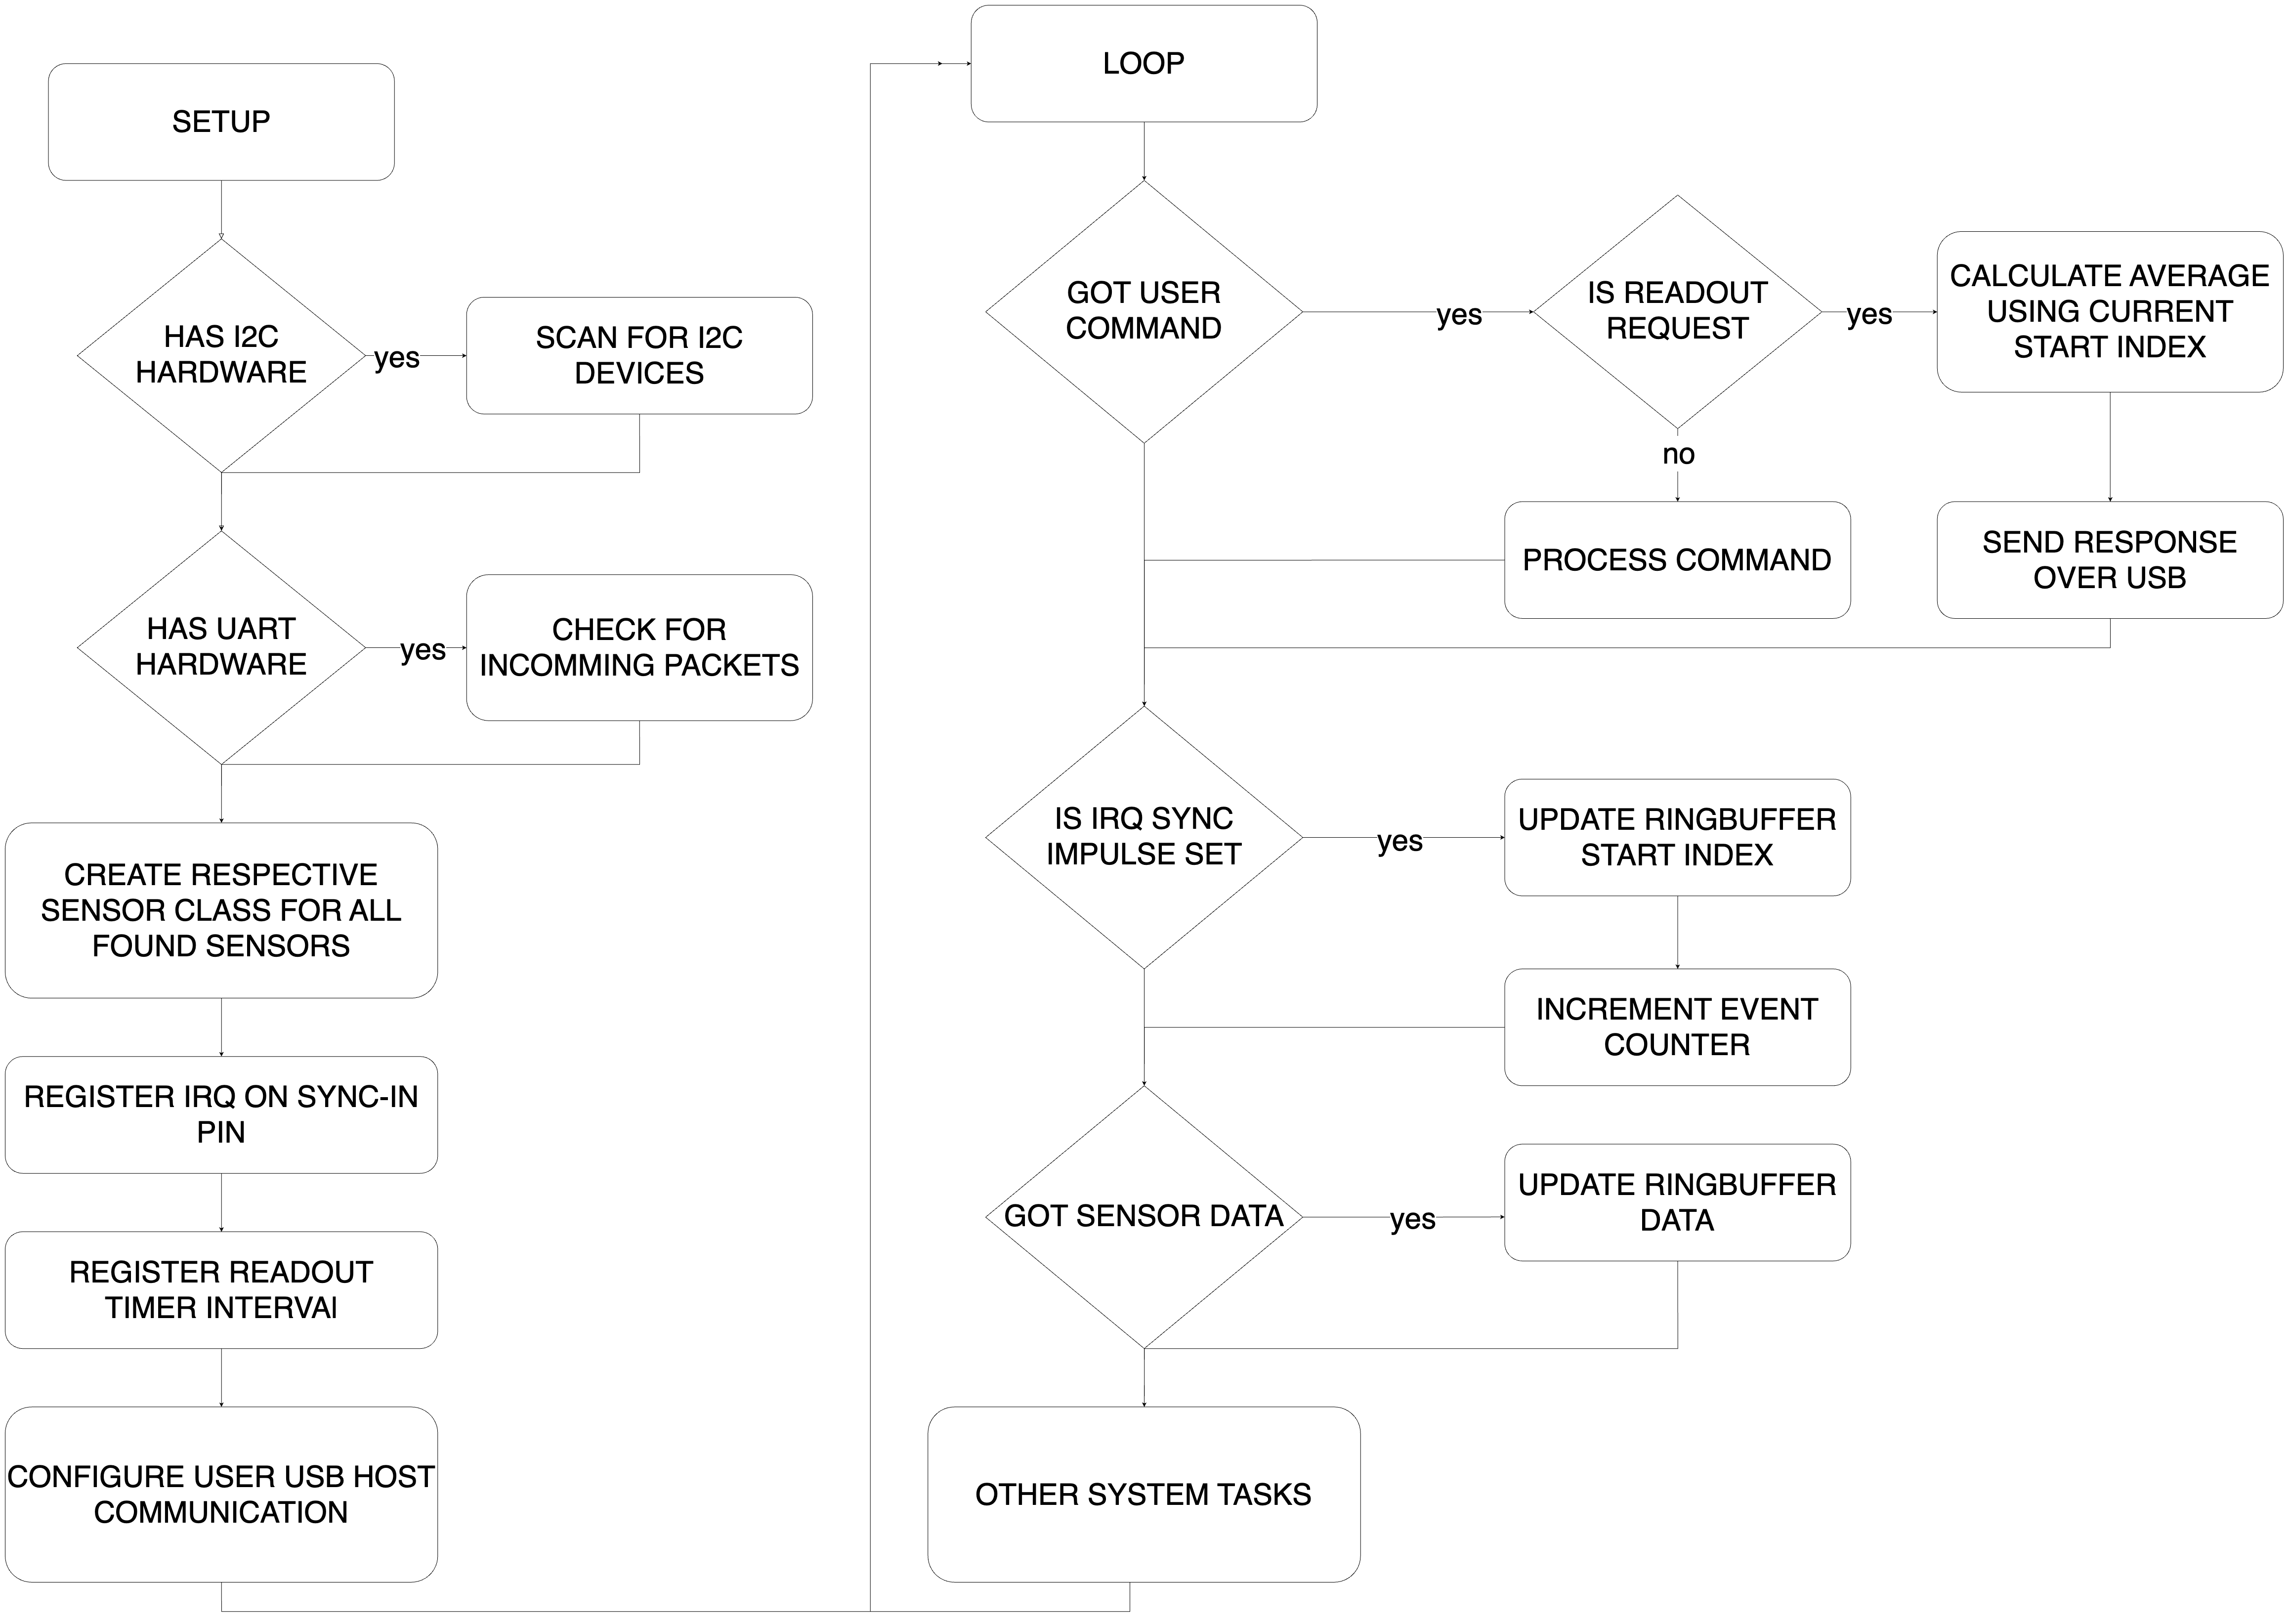 SETUP
HAS I2C
HARDWARE
yes
SCAN FOR I2C
DEVICES
HAS UART
HARDWARE
yes
CHECK FOR
INCOMMING PACKETS
CREATE RESPECTIVE
SENSOR CLASS FOR ALL
FOUND SENSORS
REGISTER IRQ ON SYNC-IN
PIN
REGISTER READOUT
TIMER INTERVAl
CONFIGURE USER USB HOST
COMMUNICATION
LOOP
GOT USER
COMMAND
yes
IS READOUT
REQUEST
yes
CALCULATE AVERAGE
USING CURRENT
START INDEX
no
PROCESS COMMAND
SEND RESPONSE
OVER USB
IS IRQ SYNC
IMPULSE SET
yes
UPDATE RINGBUFFER
START INDEX
INCREMENT EVENT
COUNTER
GOT SENSOR DATA
yes
UPDATE RINGBUFFER
DATA
OTHER SYSTEM TASKS